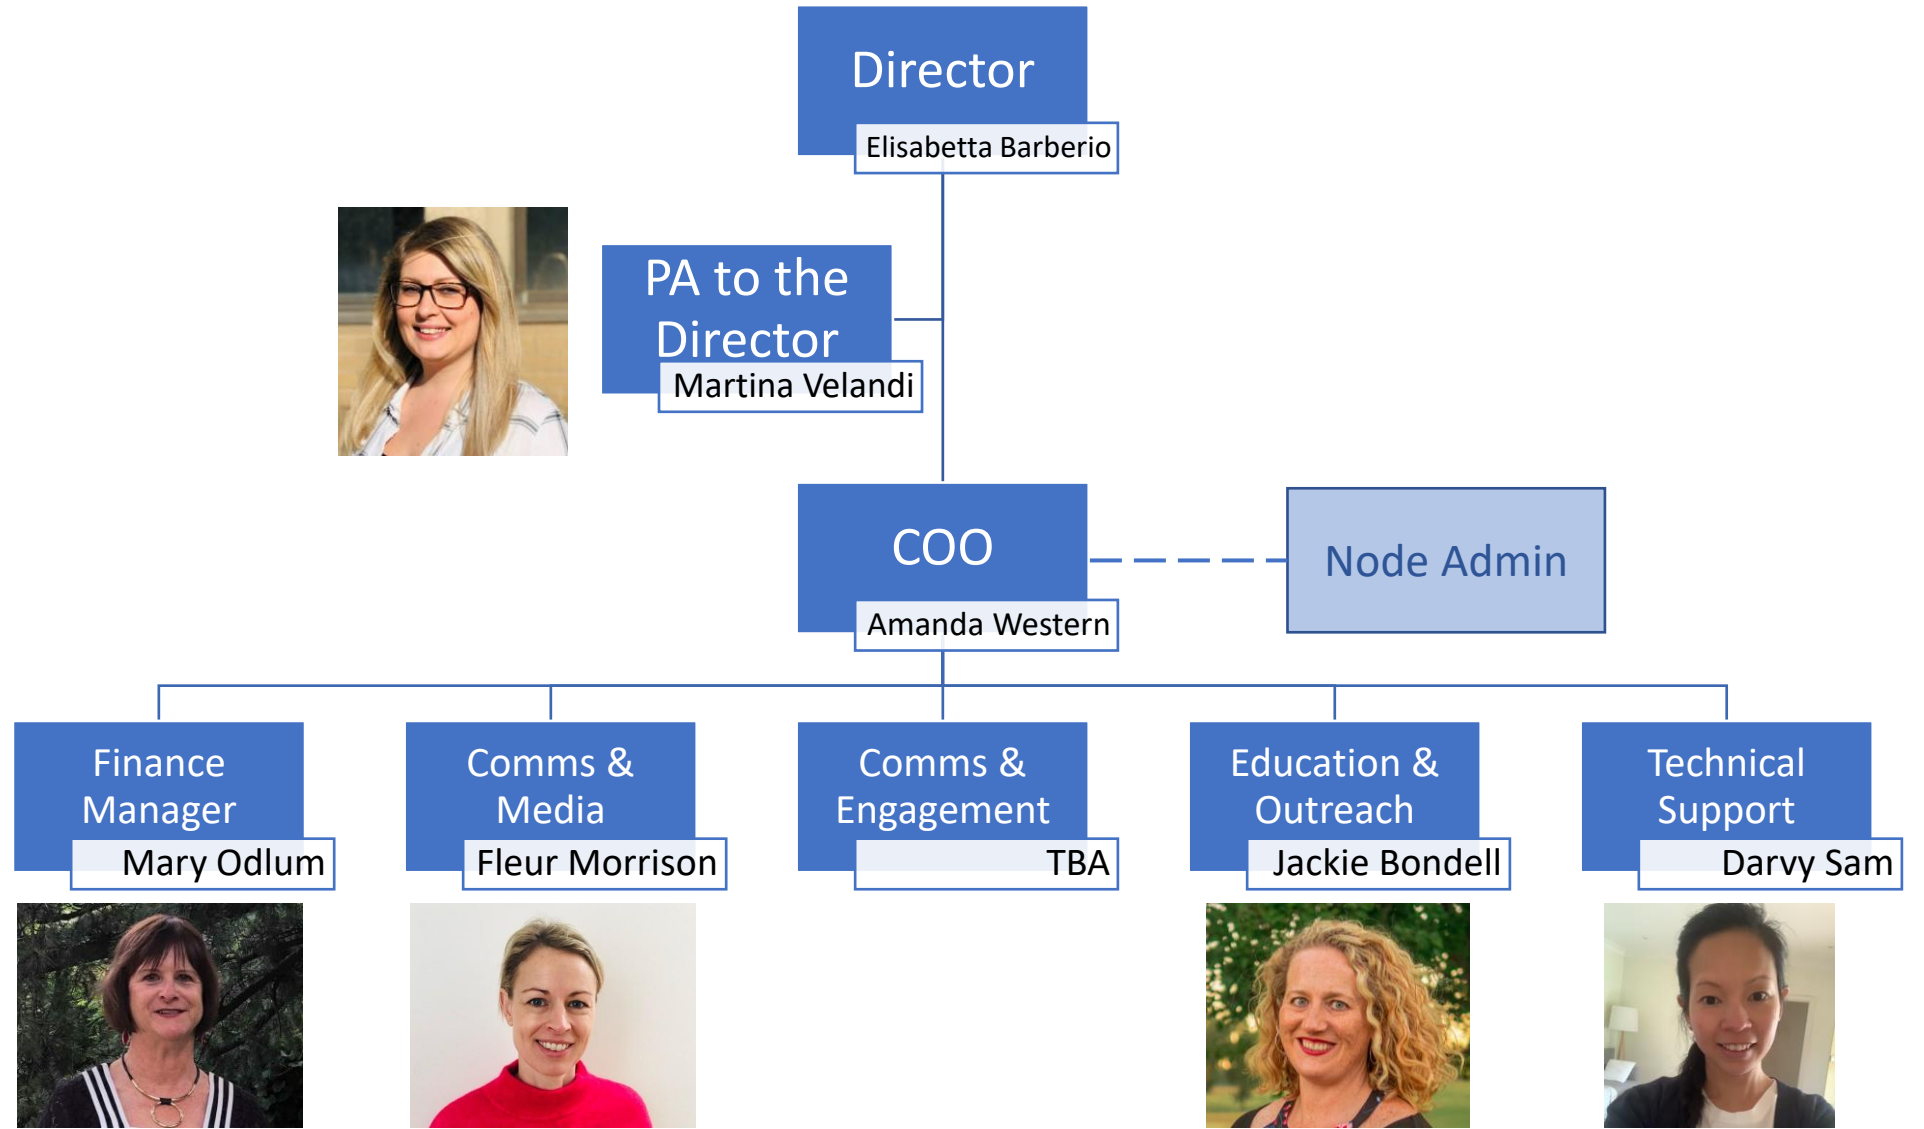 Director
Elisabetta Barberio
PA to the
Director
Martina Velandi
COO
Amanda Western
Node Admin
Finance
Manager
Mary Odlum
Comms &
Media
Fleur Morrison
Comms &
Engagement
TBA
Education &
Outreach
Jackie Bondell
Technical
Support
Darvy Sam